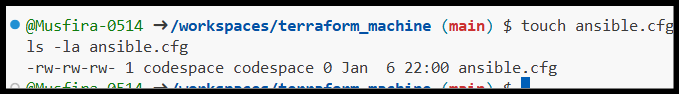 @Musfira-0514 ➜/workspaces/terraform_machine (main) $ touch ansible.cfg
ls -la ansible.cfg
-rw-rw-rw- 1 codespace codespace 0 Jan  6 22:00 ansible.cfg
@Musfira-0514 ➜/workspaces/terraform_machine (main) $